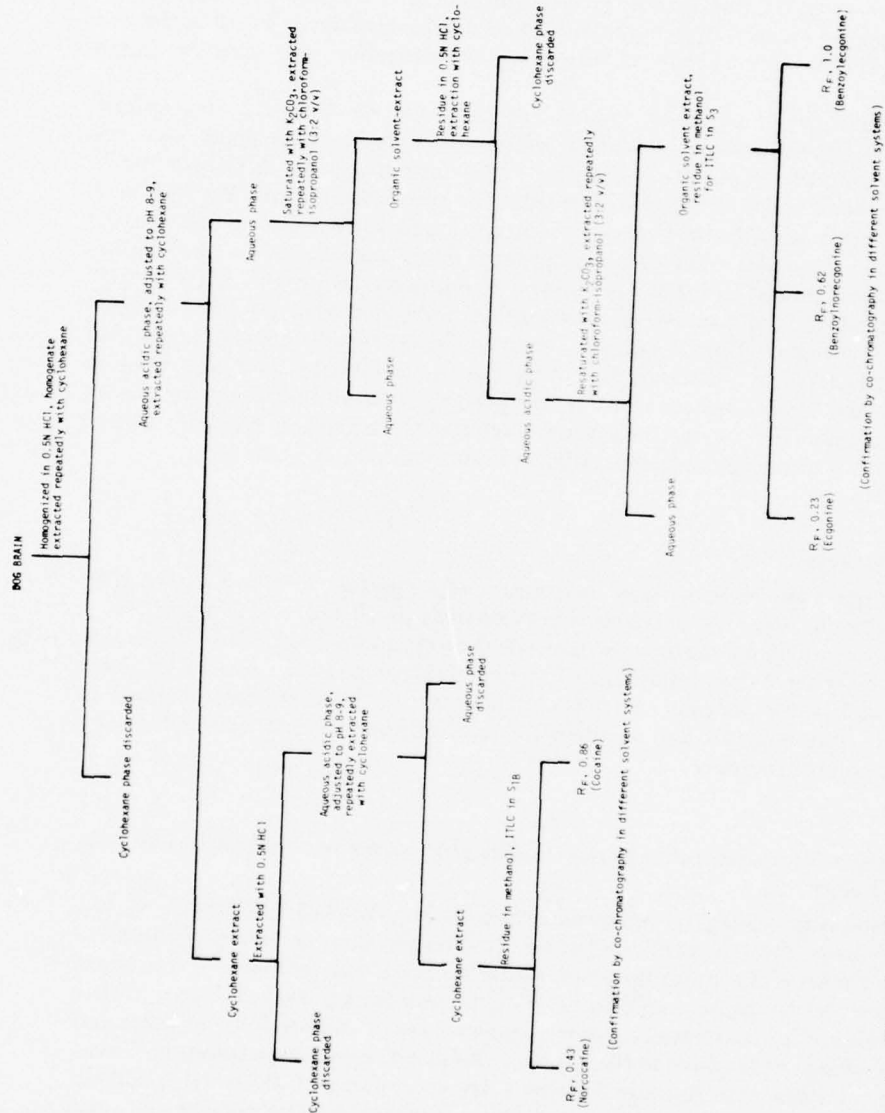 DOG BRAIN
Homogenized in 0.5N HCl, homogenate
extracted repeatedly with cyclohexane
Cyclohexane phase discarded
Aqueous acidic phase, adjusted to pH 8-9,
extracted repeatedly with cyclohexane
Cyclohexane extract
Extracted with 0.5N HCl
Aqueous phase
Saturated with K2CO3, extracted
repeatedly with chloroform-
isopropanol (3:2 v/v)
Cyclohexane phase
discarded
Aqueous acidic phase,
adjusted to pH 8-9,
repeatedly extracted
with cyclohexane
Aqueous phase
Organic solvent-extract
Residue in 0.5N HCl,
extraction with cyclo-
hexane
Cyclohexane extract
Residue in methanol, ITLC in S1B
Aqueous phase
discarded
Aqueous acidic phase
Resaturated with K2CO3, extracted repeatedly
with chloroform-isopropanol (3:2 v/v)
Cyclohexane phase
discarded
RF, 0.43
(Norcocaine)
RF, 0.86
(Cocaine)
(Confirmation by co-chromatography in different solvent systems)
Aqueous phase
Organic solvent extract,
residue in methanol
for ITLC in S3
RF, 0.23
(Ecgonine)
RF, 0.62
(Benzoylnorecgonine)
RF, 1.0
(Benzoylecgonine)
(Confirmation by co-chromatography in different solvent systems)